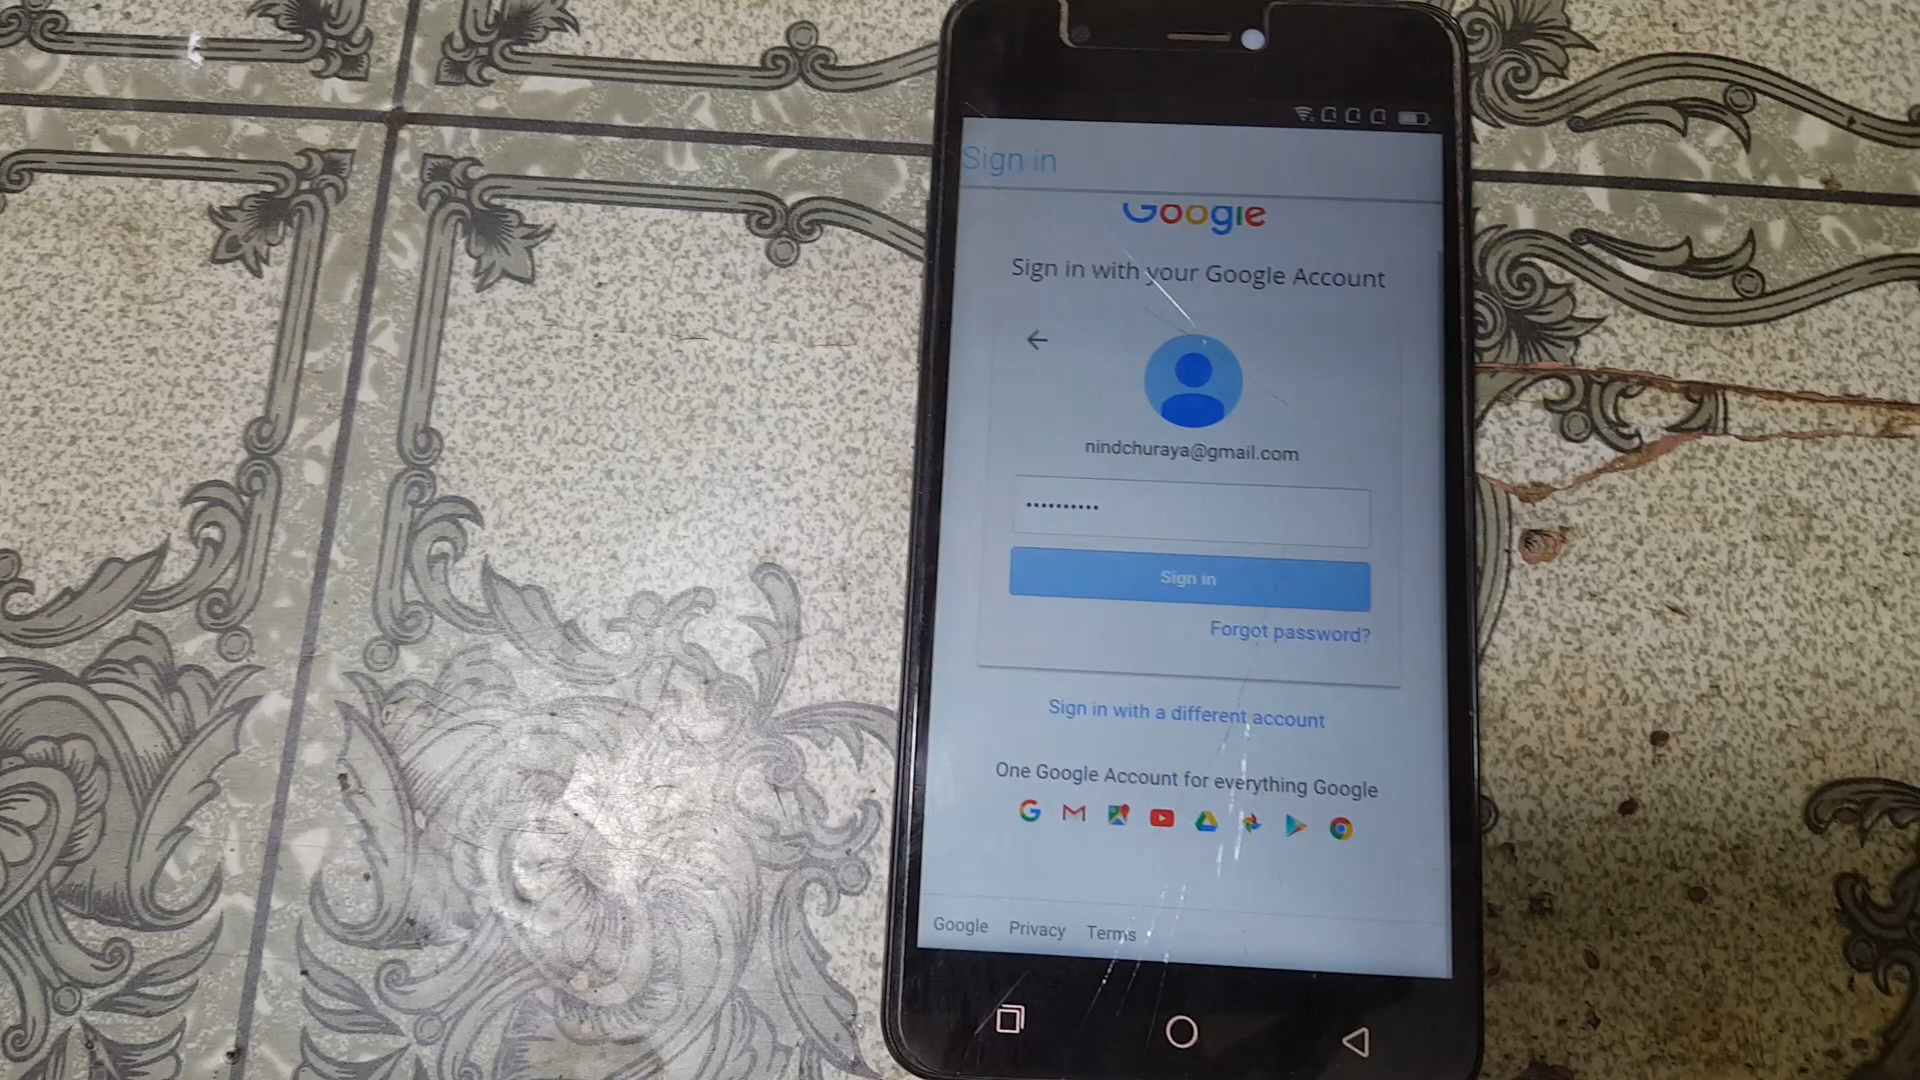 Sign in
Google
Sign in with your Google Account
nindchuraya@gmail.com
••••••••••
Sign in
Forgot password?
Sign in with a different account
One Google Account for everything Google
Google Privacy Terms